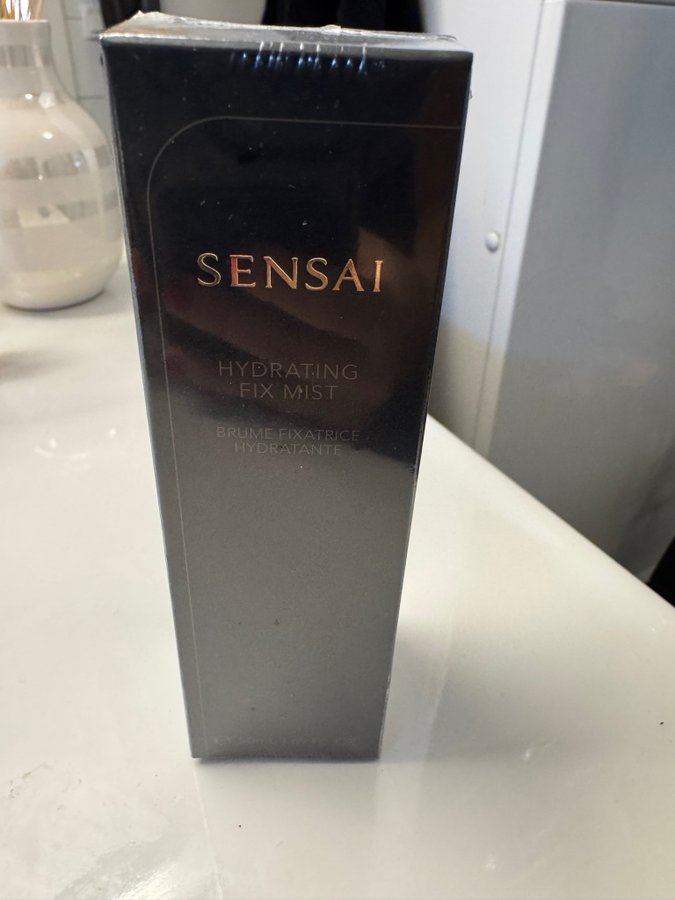 SENSAI
HYDRATING
FIX MIST
BRUME FIXATRICE
HYDRATANTE